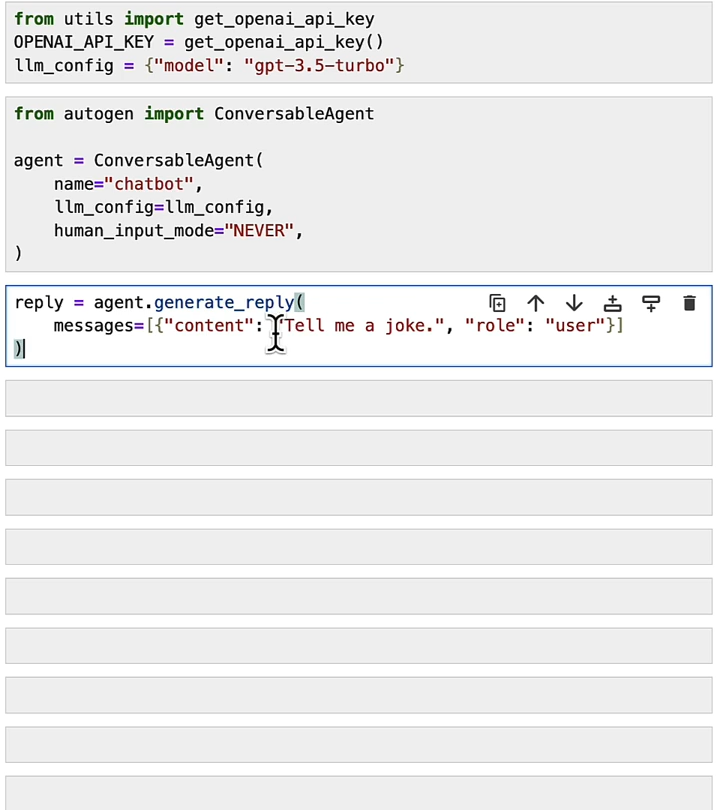 from utils import get_openai_api_key
OPENAI_API_KEY = get_openai_api_key()
llm_config = {"model": "gpt-3.5-turbo"}
from autogen import ConversableAgent
agent = ConversableAgent(
    name="chatbot",
    llm_config=llm_config,
    human_input_mode="NEVER",
)
reply = agent.generate_reply(
    messages=[{"content": "Tell me a joke.", "role": "user"}]
)